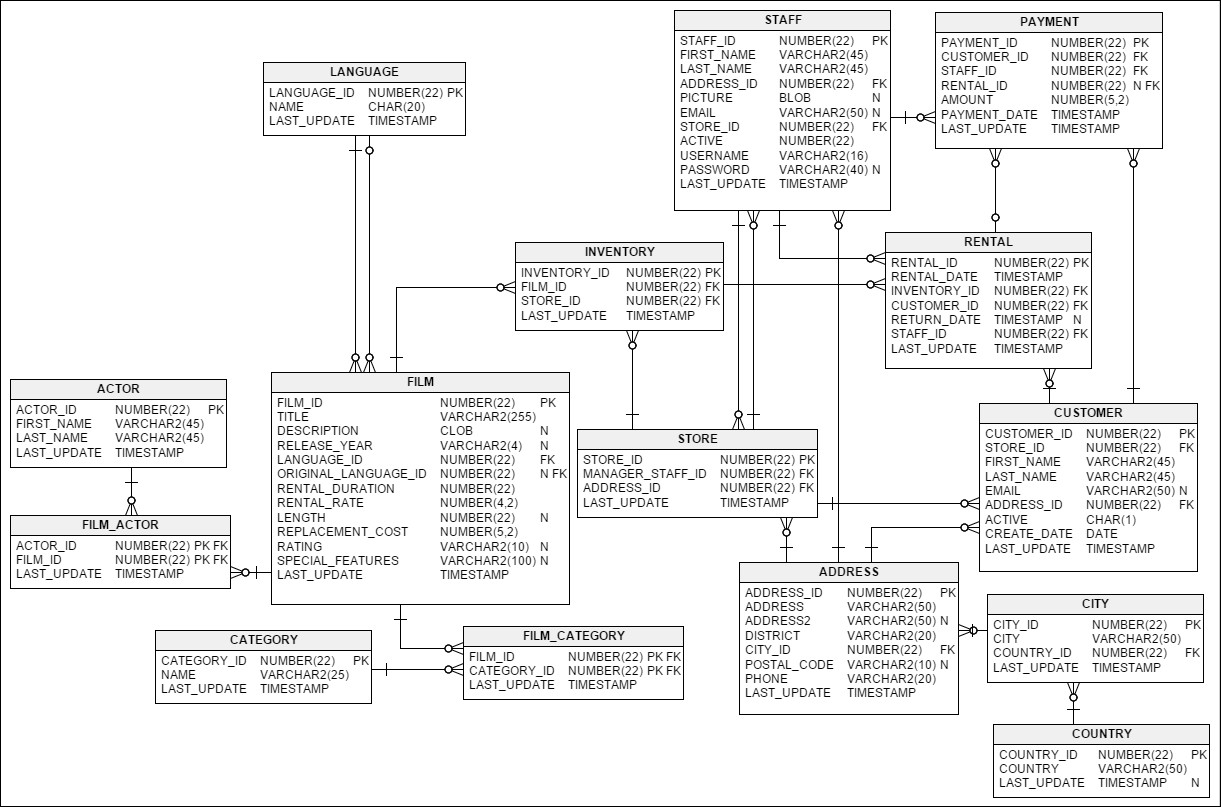 STAFF
STAFF_ID NUMBER(22) PK
FIRST_NAME VARCHAR2(45)
LAST_NAME VARCHAR2(45)
ADDRESS_ID NUMBER(22) FK
PICTURE BLOB N
EMAIL VARCHAR2(50) N
STORE_ID NUMBER(22) FK
ACTIVE NUMBER(22)
USERNAME VARCHAR2(16)
PASSWORD VARCHAR2(40) N
LAST_UPDATE TIMESTAMP
PAYMENT
PAYMENT_ID NUMBER(22) PK
CUSTOMER_ID NUMBER(22) FK
STAFF_ID NUMBER(22) FK
RENTAL_ID NUMBER(22) N FK
AMOUNT NUMBER(5,2)
PAYMENT_DATE TIMESTAMP
LAST_UPDATE TIMESTAMP
LANGUAGE
LANGUAGE_ID NUMBER(22) PK
NAME CHAR(20)
LAST_UPDATE TIMESTAMP
INVENTORY
INVENTORY_ID NUMBER(22) PK
FILM_ID NUMBER(22) FK
STORE_ID NUMBER(22) FK
LAST_UPDATE TIMESTAMP
RENTAL
RENTAL_ID NUMBER(22) PK
RENTAL_DATE TIMESTAMP
INVENTORY_ID NUMBER(22) FK
CUSTOMER_ID NUMBER(22) FK
RETURN_DATE TIMESTAMP N
STAFF_ID NUMBER(22) FK
LAST_UPDATE TIMESTAMP
ACTOR
ACTOR_ID NUMBER(22) PK
FIRST_NAME VARCHAR2(45)
LAST_NAME VARCHAR2(45)
LAST_UPDATE TIMESTAMP
FILM
FILM_ID NUMBER(22) PK
TITLE VARCHAR2(255)
DESCRIPTION CLOB N
RELEASE_YEAR VARCHAR2(4) N
LANGUAGE_ID NUMBER(22) FK
ORIGINAL_LANGUAGE_ID NUMBER(22) N FK
RENTAL_DURATION NUMBER(22)
RENTAL_RATE NUMBER(4,2)
LENGTH NUMBER(22) N
REPLACEMENT_COST NUMBER(5,2)
RATING VARCHAR2(10) N
SPECIAL_FEATURES VARCHAR2(100) N
LAST_UPDATE TIMESTAMP
STORE
STORE_ID NUMBER(22) PK
MANAGER_STAFF_ID NUMBER(22) FK
ADDRESS_ID NUMBER(22) FK
LAST_UPDATE TIMESTAMP
CUSTOMER
CUSTOMER_ID NUMBER(22) PK
STORE_ID NUMBER(22) FK
FIRST_NAME VARCHAR2(45)
LAST_NAME VARCHAR2(45)
EMAIL VARCHAR2(50) N
ADDRESS_ID NUMBER(22) FK
ACTIVE CHAR(1)
CREATE_DATE DATE
LAST_UPDATE TIMESTAMP
FILM_ACTOR
ACTOR_ID NUMBER(22) PK FK
FILM_ID NUMBER(22) PK FK
LAST_UPDATE TIMESTAMP
ADDRESS
ADDRESS_ID NUMBER(22) PK
ADDRESS VARCHAR2(50)
ADDRESS2 VARCHAR2(50) N
DISTRICT VARCHAR2(20)
CITY_ID NUMBER(22) FK
POSTAL_CODE VARCHAR2(10) N
PHONE VARCHAR2(20)
LAST_UPDATE TIMESTAMP
CITY
CITY_ID NUMBER(22) PK
CITY VARCHAR2(50)
COUNTRY_ID NUMBER(22) FK
LAST_UPDATE TIMESTAMP
CATEGORY
CATEGORY_ID NUMBER(22) PK
NAME VARCHAR2(25)
LAST_UPDATE TIMESTAMP
FILM_CATEGORY
FILM_ID NUMBER(22) PK FK
CATEGORY_ID NUMBER(22) PK FK
LAST_UPDATE TIMESTAMP
COUNTRY
COUNTRY_ID NUMBER(22) PK
COUNTRY VARCHAR2(50)
LAST_UPDATE TIMESTAMP N